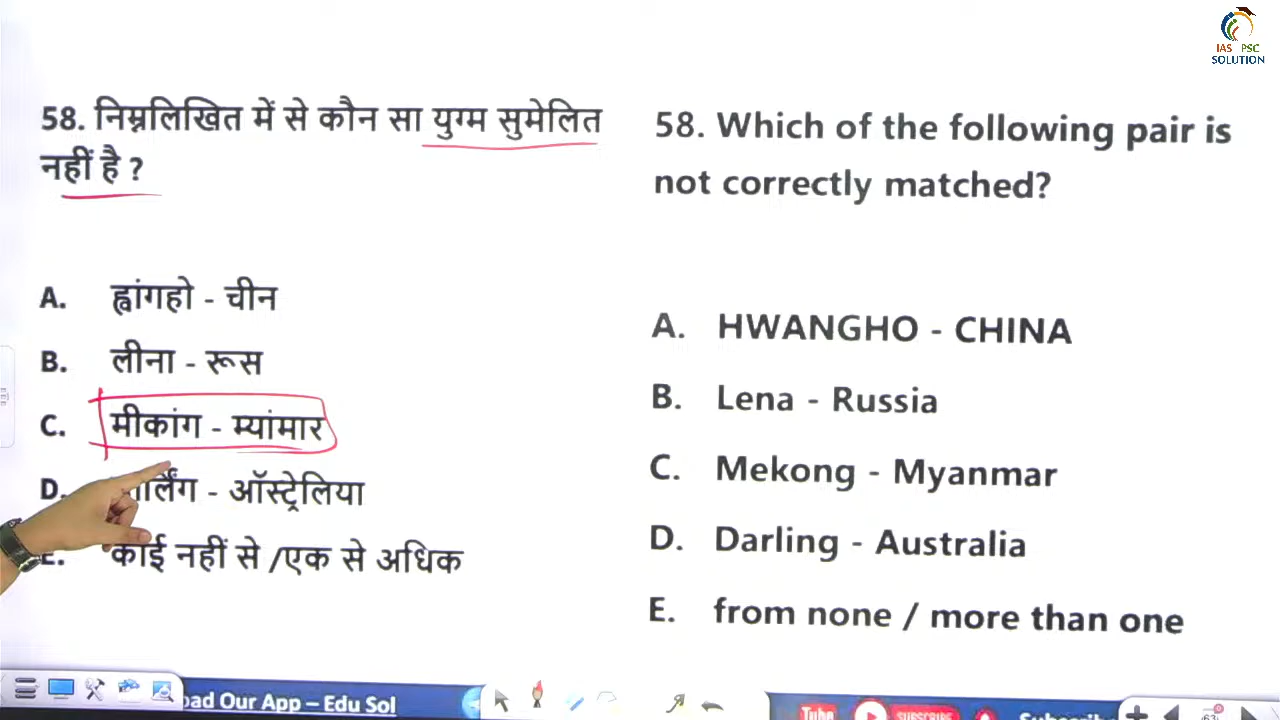 IAS PSC
SOLUTION
58. निम्नलिखित में से कौन सा युग्म सुमेलित
नहीं है ?
A. ह्वांगहो - चीन
B. लीना - रूस
C. मीकांग - म्यांमार
D. - ऑस्ट्रेलिया
E. कोई नहीं से /एक से अधिक
58. Which of the following pair is
not correctly matched?
A. HWANGHO - CHINA
B. Lena - Russia
C. Mekong - Myanmar
D. Darling - Australia
E. from none / more than one
Our App – Edu Sol
SUBSCRIBE